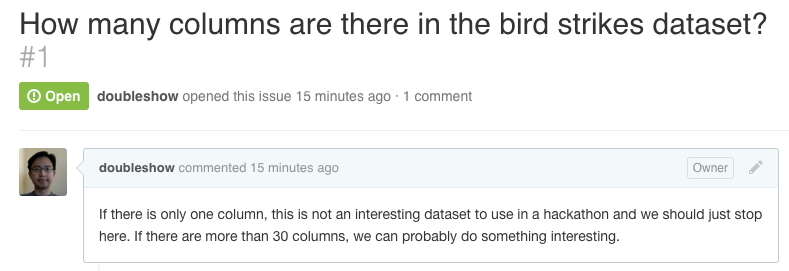 How many columns are there in the bird strikes dataset?
#1
Open doubleshow opened this issue 15 minutes ago · 1 comment
doubleshow commented 15 minutes ago Owner
If there is only one column, this is not an interesting dataset to use in a hackathon and we should just stop
here. If there are more than 30 columns, we can probably do something interesting.